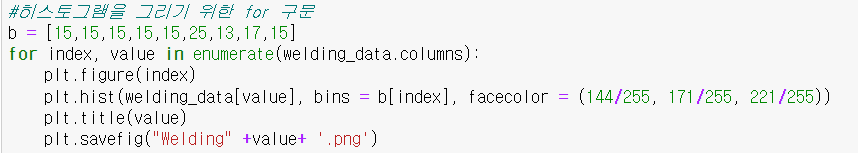 #히스토그램을 그리기 위한 for 구문
b = [15,15,15,15,15,25,13,17,15]
for index, value in enumerate(welding_data.columns):
    plt.figure(index)
    plt.hist(welding_data[value], bins = b[index], facecolor = (144/255, 171/255, 221/255))
    plt.title(value)
    plt.savefig("Welding" +value+ '.png')